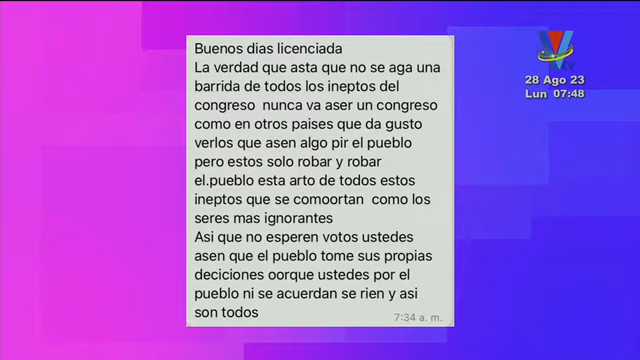 Buenos dias licenciada
La verdad que asta que no se aga una
barrida de todos los ineptos del
congreso nunca va aser un congreso
como en otros paises que da gusto
verlos que asen algo pir el pueblo
pero estos solo robar y robar
el.pueblo esta arto de todos estos
ineptos que se comoortan como los
seres mas ignorantes
Asi que no esperen votos ustedes
asen que el pueblo tome sus propias
deciciones oorque ustedes por el
pueblo ni se acuerdan se rien y asi
son todos
7:34 a. m.
VTV
28 Ago 23
Lun 07:48